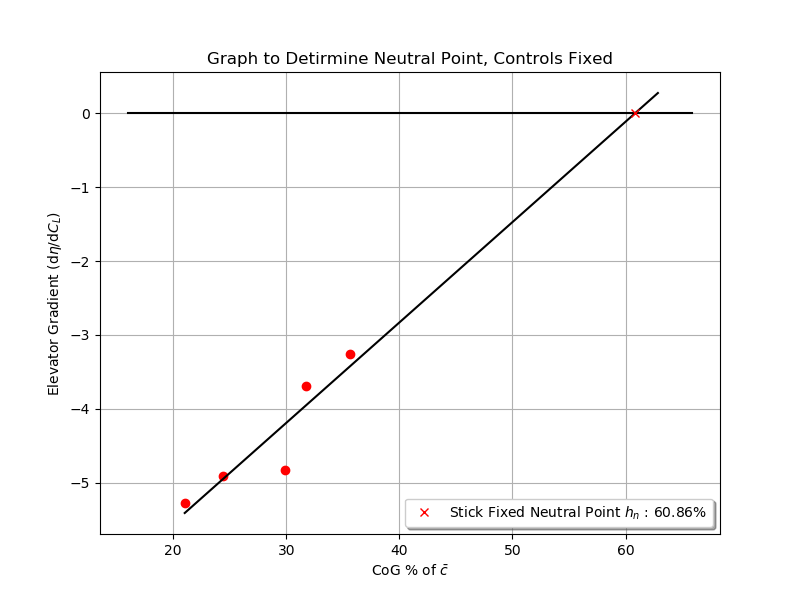 Graph to Detirmine Neutral Point, Controls Fixed
0
−1
−2
−3
−4
−5
Elevator Gradient (dη/dC_L)
Stick Fixed Neutral Point h_n : 60.86%
20 30 40 50 60
CoG % of c̄